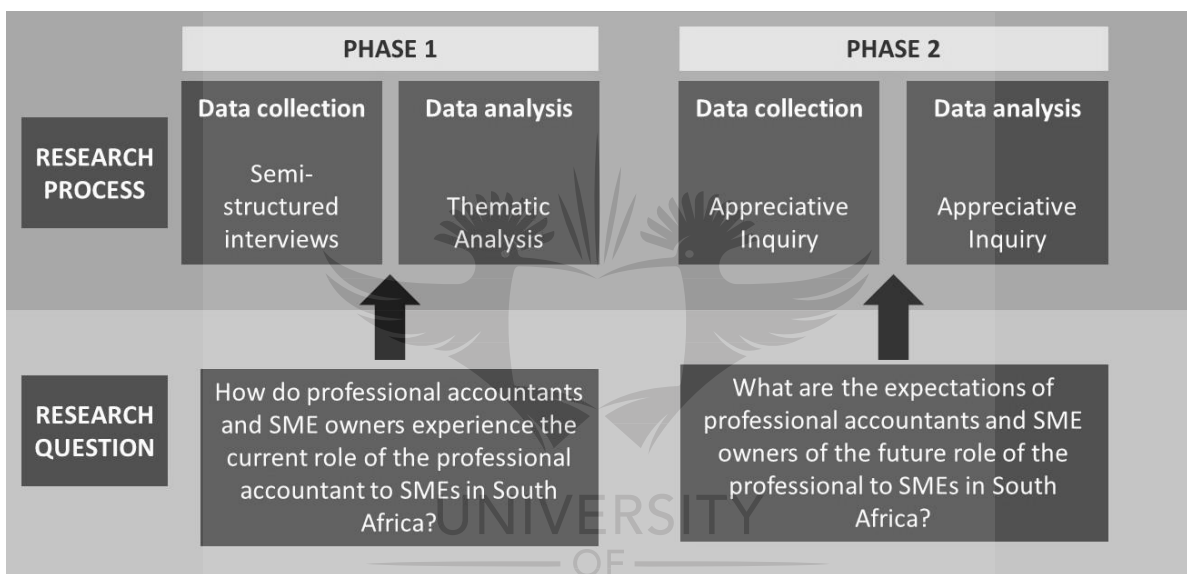 PHASE 1
PHASE 2
RESEARCH
PROCESS
Data collection
Semi-
structured
interviews
Data analysis
Thematic
Analysis
Data collection
Appreciative
Inquiry
Data analysis
Appreciative
Inquiry
RESEARCH
QUESTION
How do professional accountants
and SME owners experience the
current role of the professional
accountant to SMEs in South
Africa?
What are the expectations of
professional accountants and SME
owners of the future role of the
professional to SMEs in South
Africa?
UNIVERSITY
OF